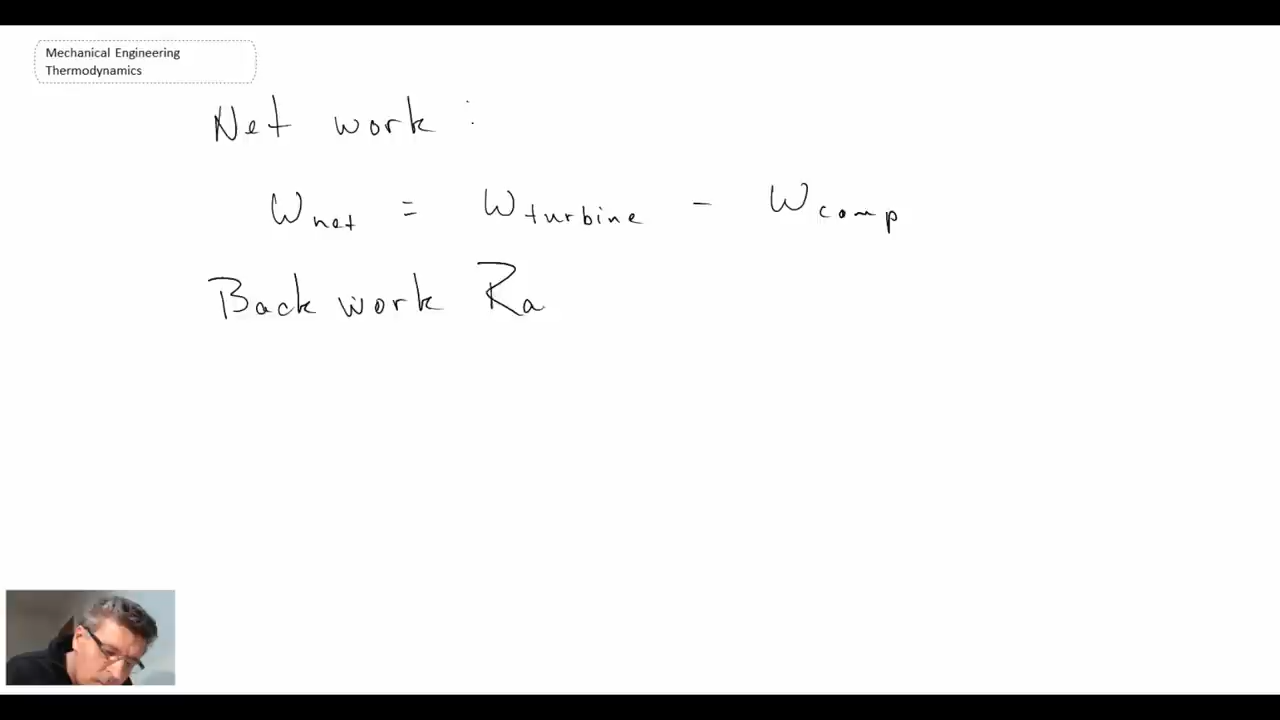 Mechanical Engineering
Thermodynamics
Net work :
W net = W turbine - W comp
Back work Ra